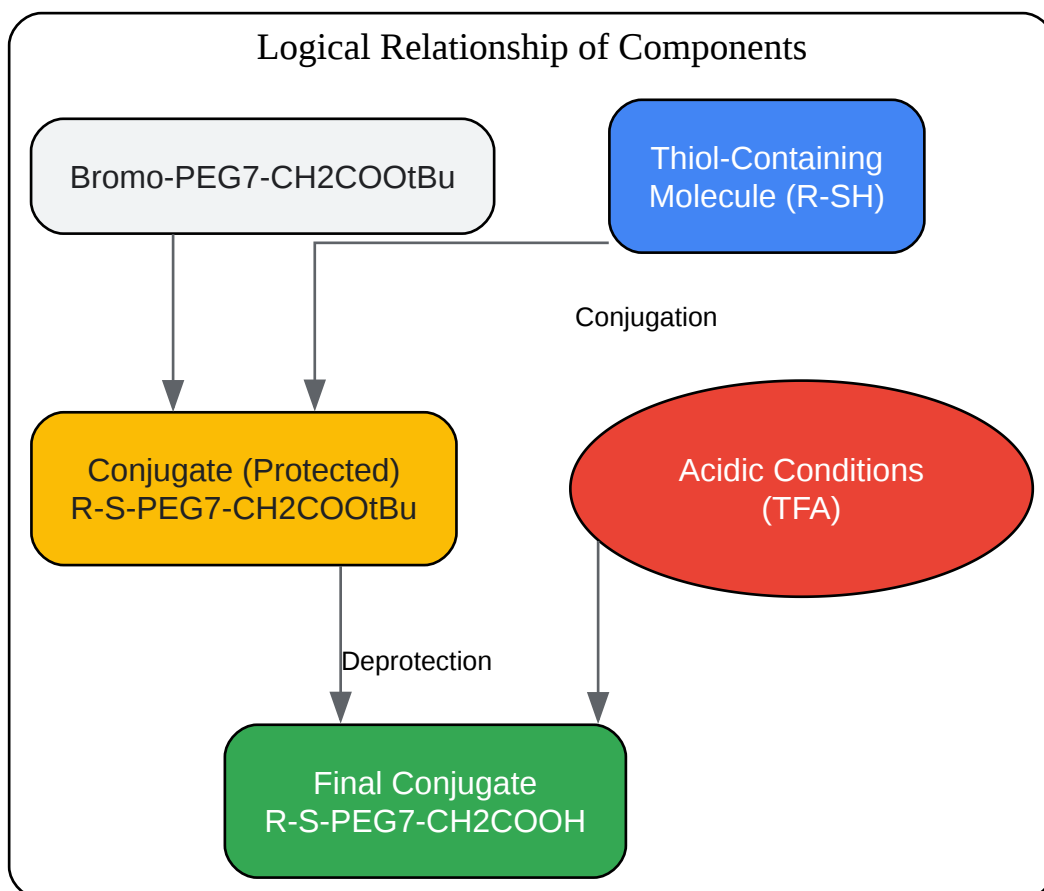 Logical Relationship of Components
Bromo-PEG7-CH2COOtBu
Thiol-Containing
Molecule (R-SH)
Conjugation
Conjugate (Protected)
R-S-PEG7-CH2COOtBu
Acidic Conditions
(TFA)
Deprotection
Final Conjugate
R-S-PEG7-CH2COOH